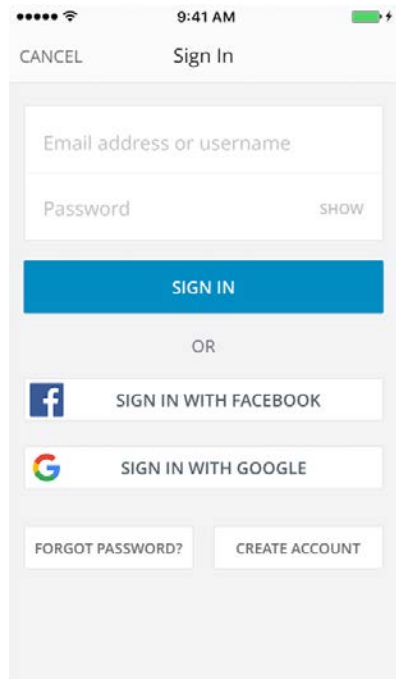 9:41 AM
CANCEL Sign In
Email address or username
Password SHOW
SIGN IN
OR
SIGN IN WITH FACEBOOK
SIGN IN WITH GOOGLE
FORGOT PASSWORD? CREATE ACCOUNT